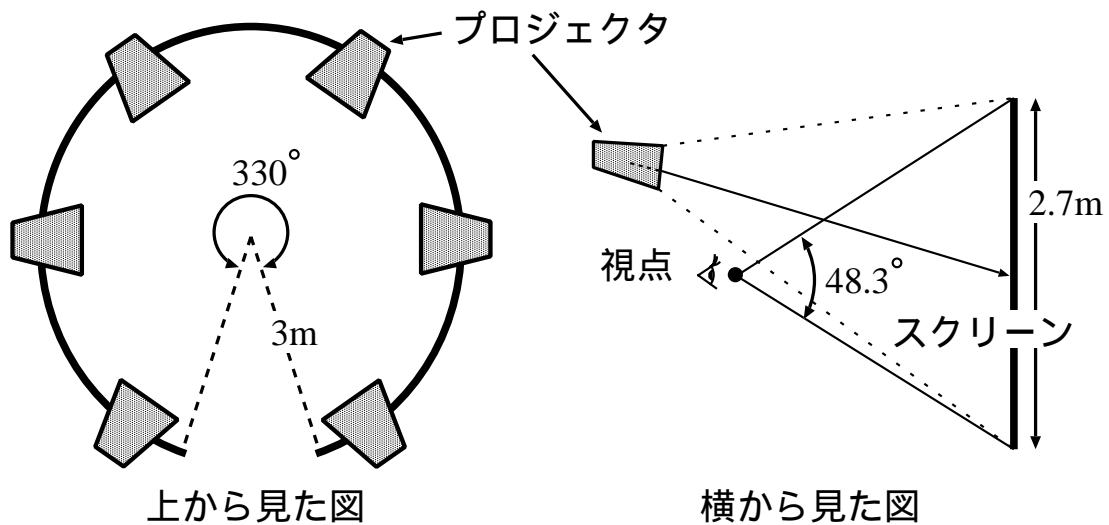 プロジェクタ
330°
3m
上から見た図
2.7m
視点
48.3°
スクリーン
横から見た図